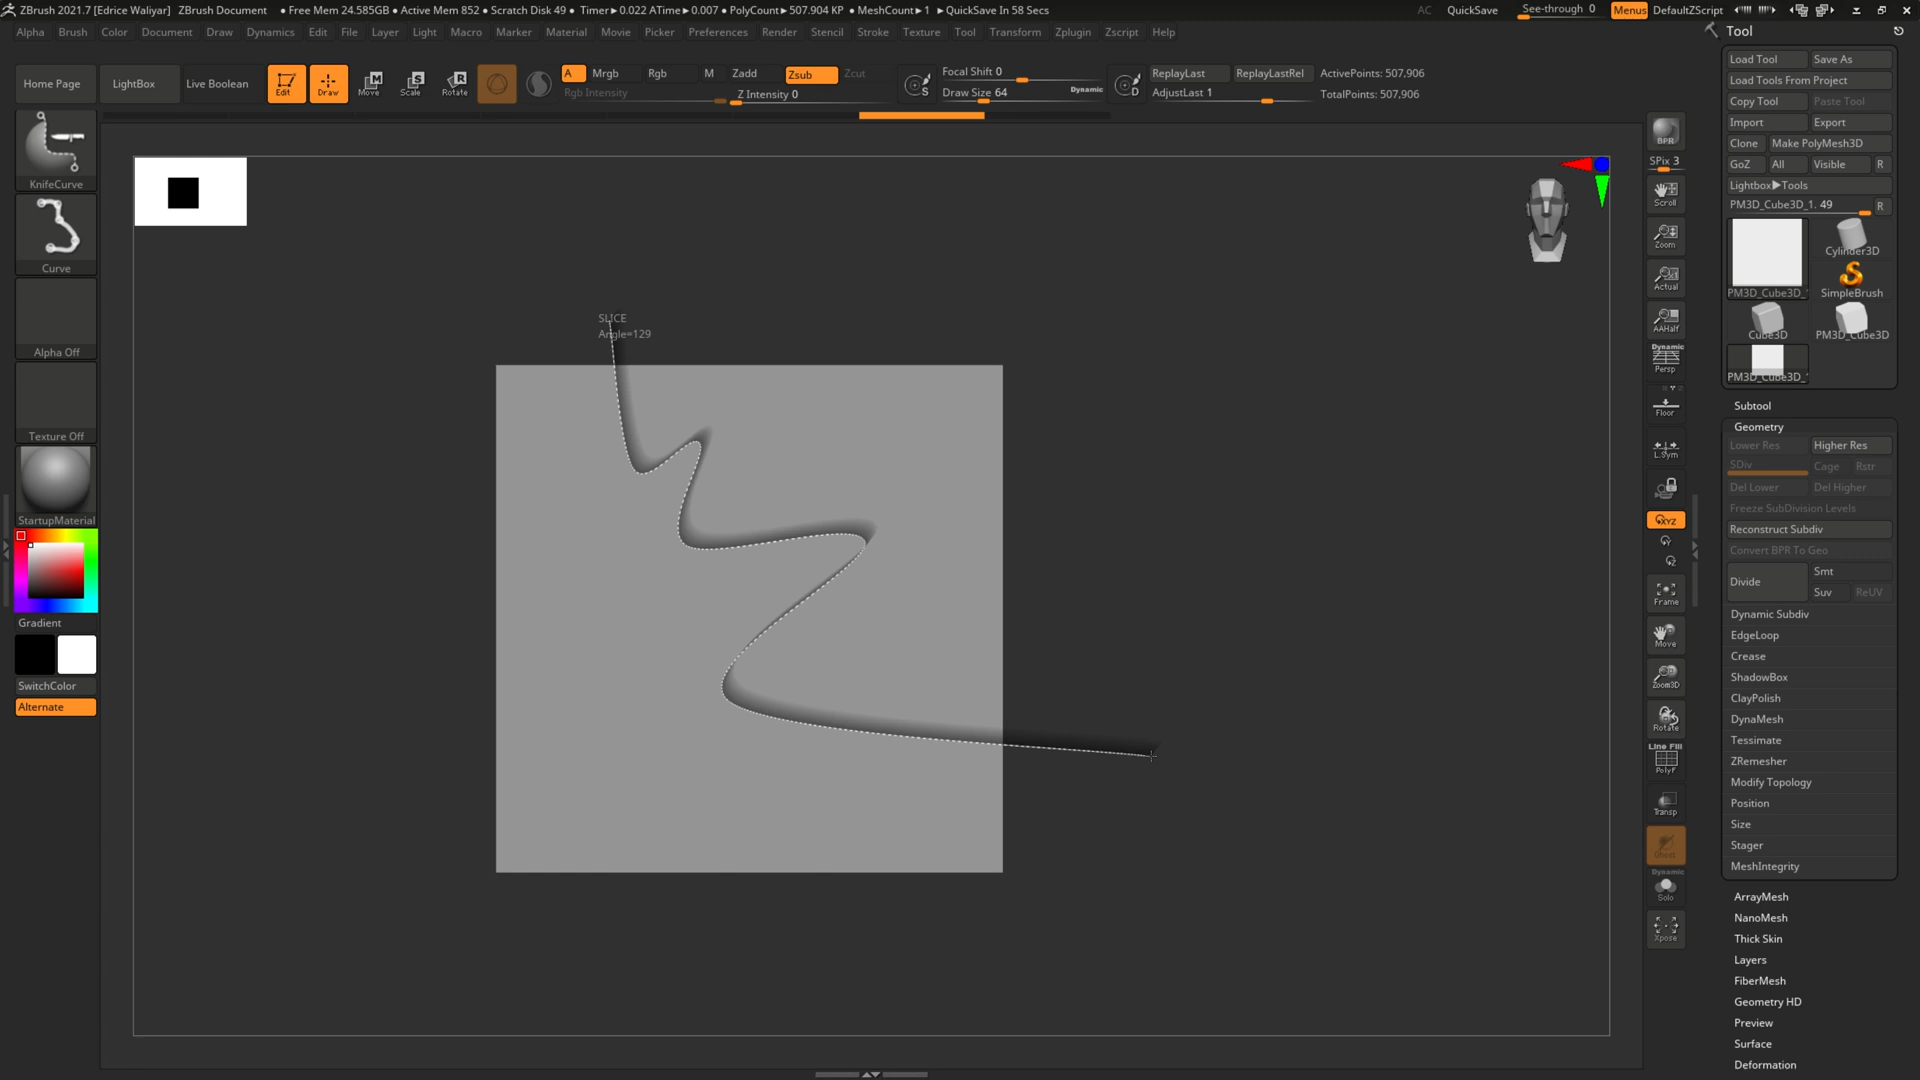 ZBrush 2021.7 [Edrice Waliyar] ZBrush Document ● Free Mem 24.585GB ● Active Mem 852 ● Scratch Disk 49 ● Timer►0.022 ATime►0.007 ● PolyCount►507.904 KP ● MeshCount►1 ►QuickSave In 58 Secs AC QuickSave See-through 0 Menus DefaultZScript
Alpha Brush Color Document Draw Dynamics Edit File Layer Light Macro Marker Material Movie Picker Preferences Render Stencil Stroke Texture Tool Transform Zplugin Zscript Help
Home Page LightBox Live Boolean Edit Draw Move Scale Rotate
A Mrgb Rgb M Zadd Zsub Zcut
Rgb Intensity Z Intensity 0
S Focal Shift 0
Draw Size 64 Dynamic
D ReplayLast ReplayLastRel ActivePoints: 507,906
AdjustLast 1 TotalPoints: 507,906
KnifeCurve
Curve
Alpha Off
Texture Off
StartupMaterial
Gradient
SwitchColor
Alternate
SLICE
Angle=129
BPR
SPix 3
Scroll
Zoom
Actual
AAHalf
Dynamic
Persp
Floor
L.Sym
XYZ
Y
Z
Frame
Move
Zoom3D
Rotate
Line Fill
PolyF
Transp
Ghost
Dynamic
Solo
Xpose
Tool
Load Tool Save As
Load Tools From Project
Copy Tool Paste Tool
Import Export
Clone Make PolyMesh3D
GoZ All Visible R
Lightbox►Tools
PM3D_Cube3D_1. 49 R
PM3D_Cube3D_ Cylinder3D
SimpleBrush
Cube3D PM3D_Cube3D
PM3D_Cube3D_
Subtool
Geometry
Lower Res Higher Res
SDiv Cage Rstr
Del Lower Del Higher
Freeze SubDivision Levels
Reconstruct Subdiv
Convert BPR To Geo
Divide Smt
Suv ReUV
Dynamic Subdiv
EdgeLoop
Crease
ShadowBox
ClayPolish
DynaMesh
Tessimate
ZRemesher
Modify Topology
Position
Size
Stager
MeshIntegrity
ArrayMesh
NanoMesh
Thick Skin
Layers
FiberMesh
Geometry HD
Preview
Surface
Deformation